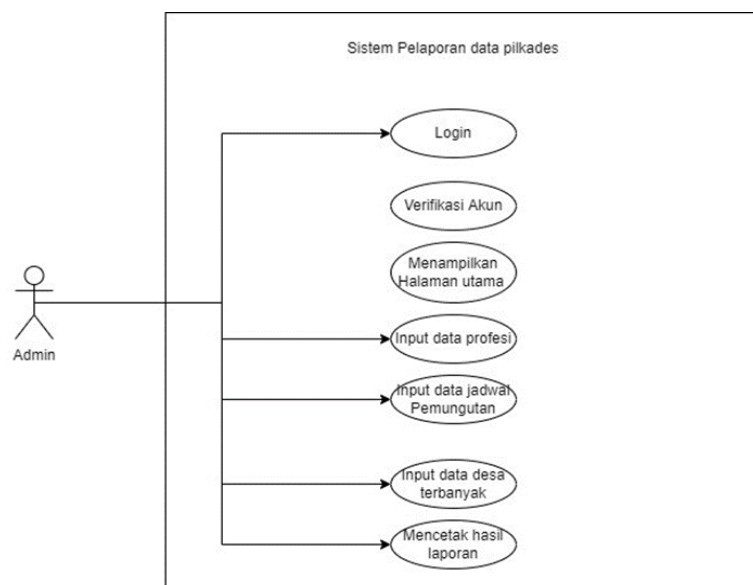 Sistem Pelaporan data pilkades
Login
Verifikasi Akun
Menampilkan
Halaman utama
Admin
Input data profesi
Input data jadwal
Pemungutan
Input data desa
terbanyak
Mencetak hasil
laporan